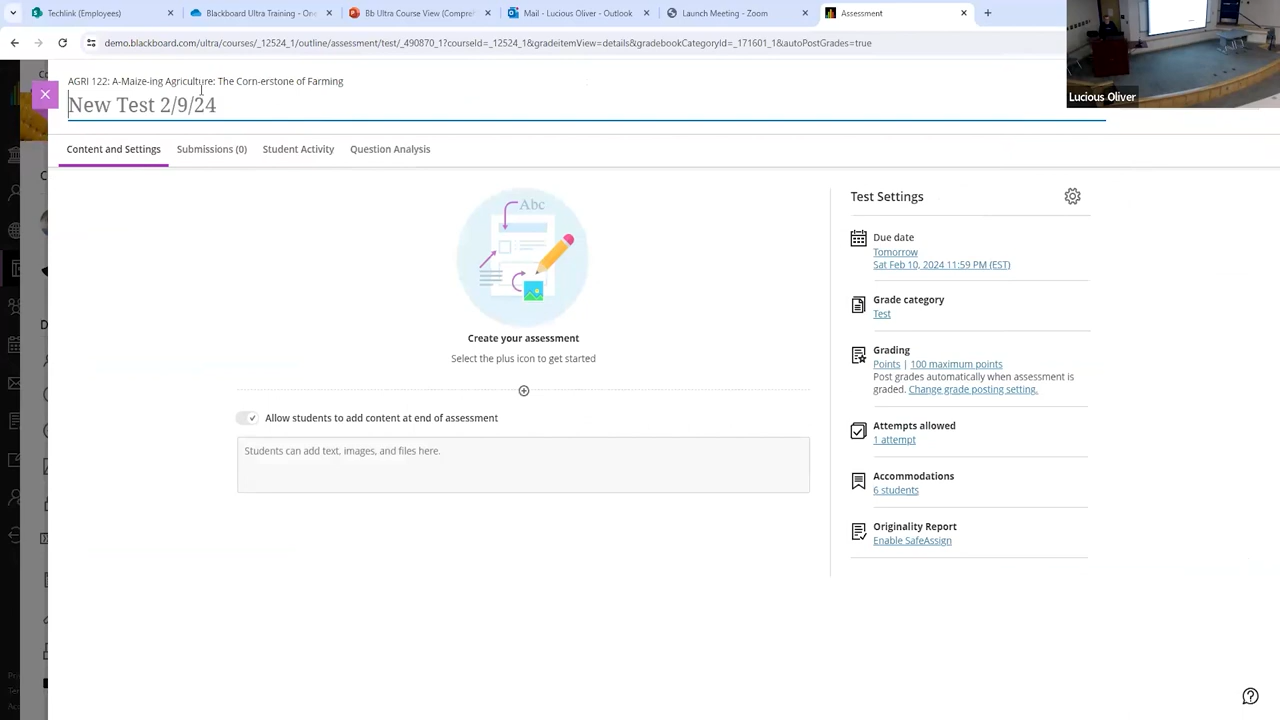 Training (Employee)
Blackboard Ultra Training - Onl
Bb Ultra Core Conversion View
Mail - Lucious Oliver - Outlook
Launch Meeting - Zoom
Assessment
demo.blackboard.com/ultra/courses/_12524_1/outline/assessment/test/_490870_1?courseId=_12524_1&gradeitemView=details&gradebookCategoryId=_171601_1&autoPostGrades=true
Lucious Oliver
AGRI 122: A-Maize-ing Agriculture: The Corn-erstone of Farming
New Test 2/9/24
Content and Settings
Submissions (0)
Student Activity
Question Analysis
Abc
Create your assessment
Select the plus icon to get started
Allow students to add content at end of assessment
Students can add text, images, and files here.
Test Settings
Due date
Tomorrow
Sat Feb 10, 2024 11:59 PM (EST)
Grade category
Test
Grading
Points | 100 maximum points
Post grades automatically when assessment is
graded. Change grade posting setting.
Attempts allowed
1 attempt
Accommodations
6 students
Originality Report
Enable SafeAssign